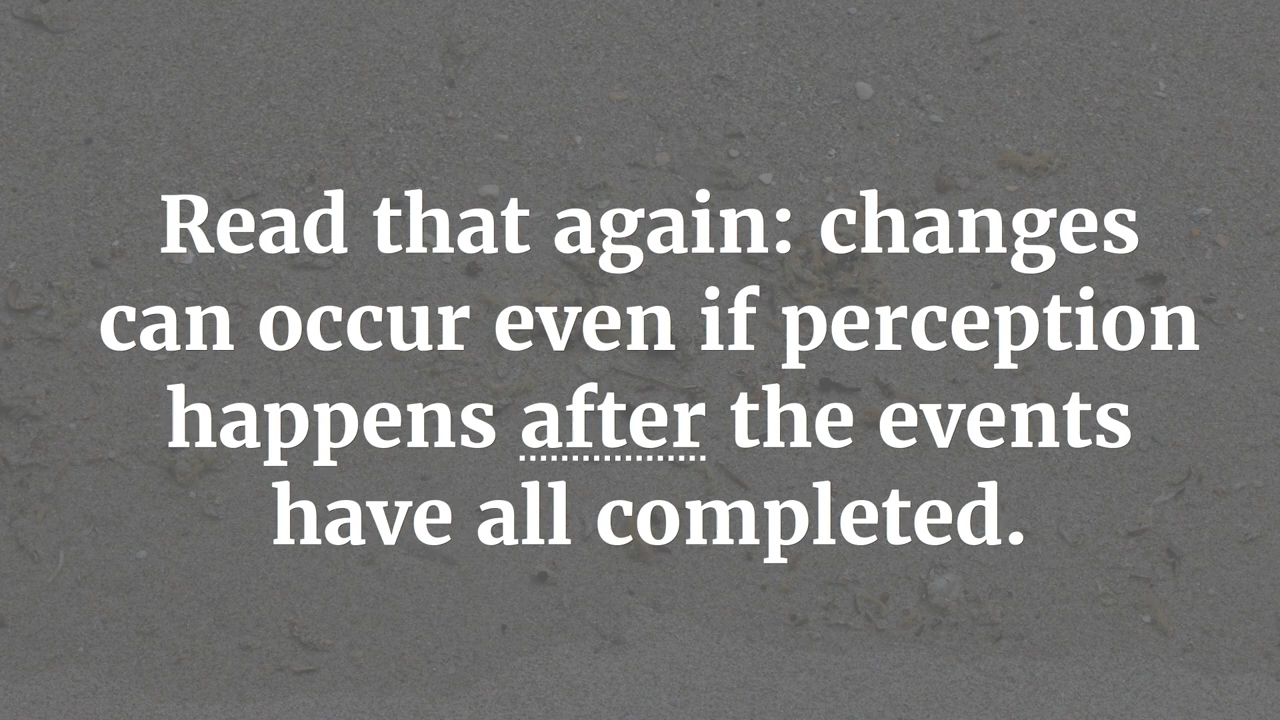 Read that again: changes
can occur even if perception
happens after the events
have all completed.